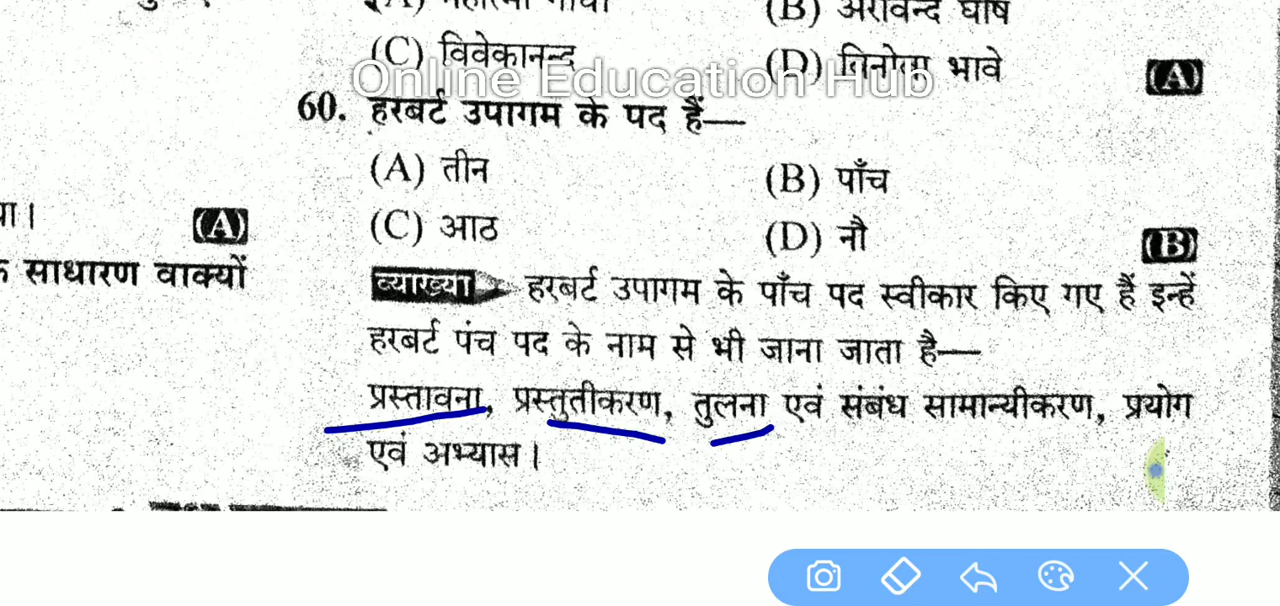 (B) अरविन्द घोष
(C) विवेकानन्द
(D) विनोबा भावे
(A)
Online Education Hub
60. हरबर्ट उपागम के पद हैं—
(A) तीन
(B) पाँच
(C) आठ
(D) नौ
(B)
व्याख्या हरबर्ट उपागम के पाँच पद स्वीकार किए गए हैं इन्हें
हरबर्ट पंच पद के नाम से भी जाना जाता है—
प्रस्तावना, प्रस्तुतीकरण, तुलना एवं संबंध सामान्यीकरण, प्रयोग
एवं अभ्यास।
(A)
साधारण वाक्यों